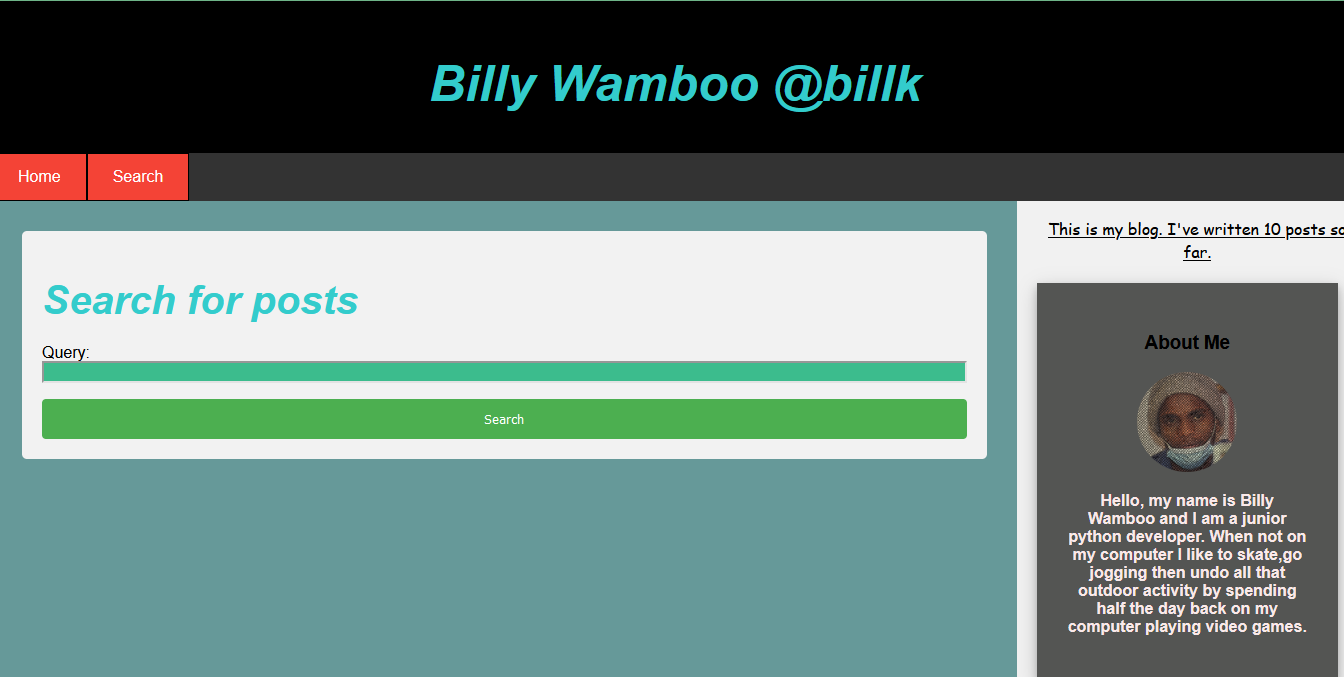 Billy Wamboo @billk
Home
Search
Search for posts
Query:
Search
This is my blog. I've written 10 posts so
far.
About Me
Hello, my name is Billy
Wamboo and I am a junior
python developer. When not on
my computer I like to skate,go
jogging then undo all that
outdoor activity by spending
half the day back on my
computer playing video games.